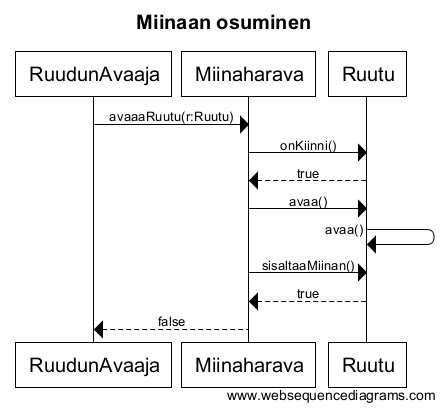 Miinaan osuminen
RuudunAvaaja Miinaharava Ruutu
avaaaRuutu(r:Ruutu)
onKiinni()
true
avaa()
avaa()
sisaltaaMiinan()
true
false
RuudunAvaaja Miinaharava Ruutu
www.websequencediagrams.com